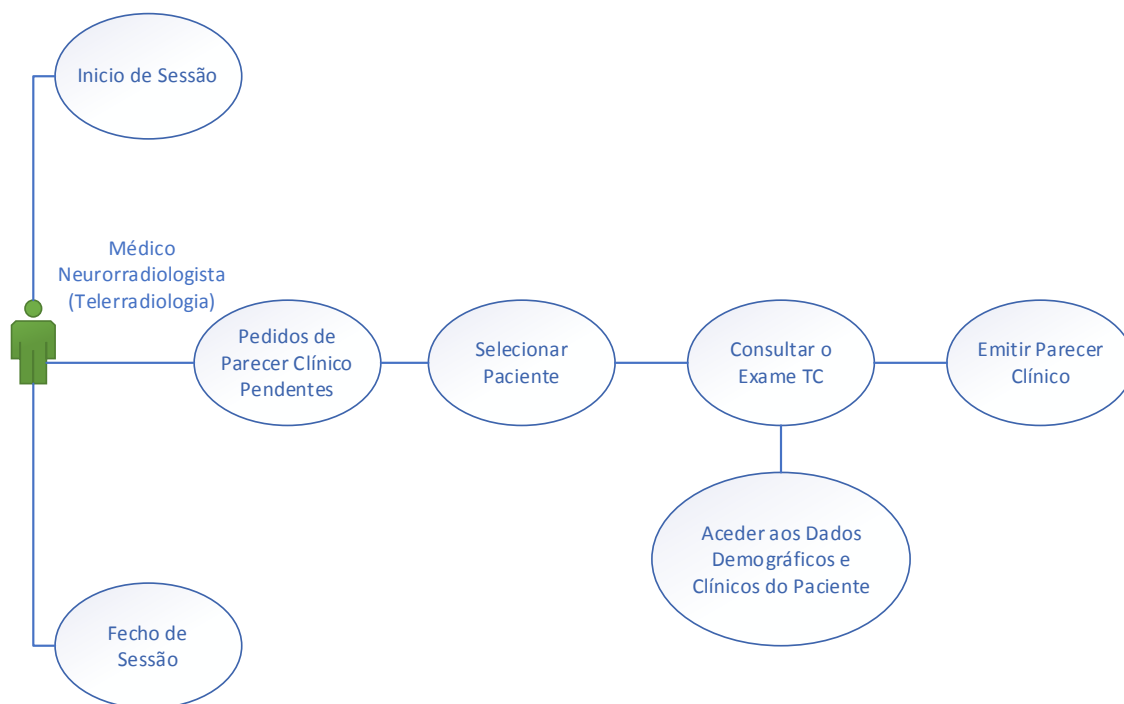 Inicio de Sessão
Médico
Neurorradiologista
(Telerradiologia)
Pedidos de
Parecer Clínico
Pendentes
Selecionar
Paciente
Consultar o
Exame TC
Emitir Parecer
Clínico
Aceder aos Dados
Demográficos e
Clínicos do Paciente
Fecho de
Sessão